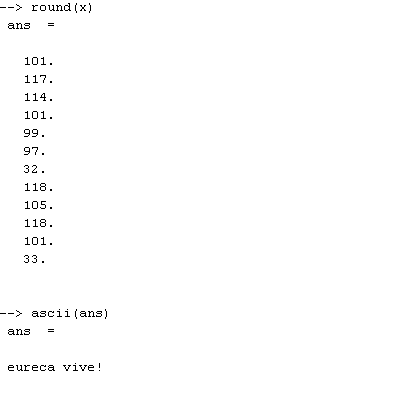 --> round(x)
ans  =
101.
117.
114.
101.
99.
97.
32.
118.
105.
118.
101.
33.
--> ascii(ans)
ans  =
eureca vive!